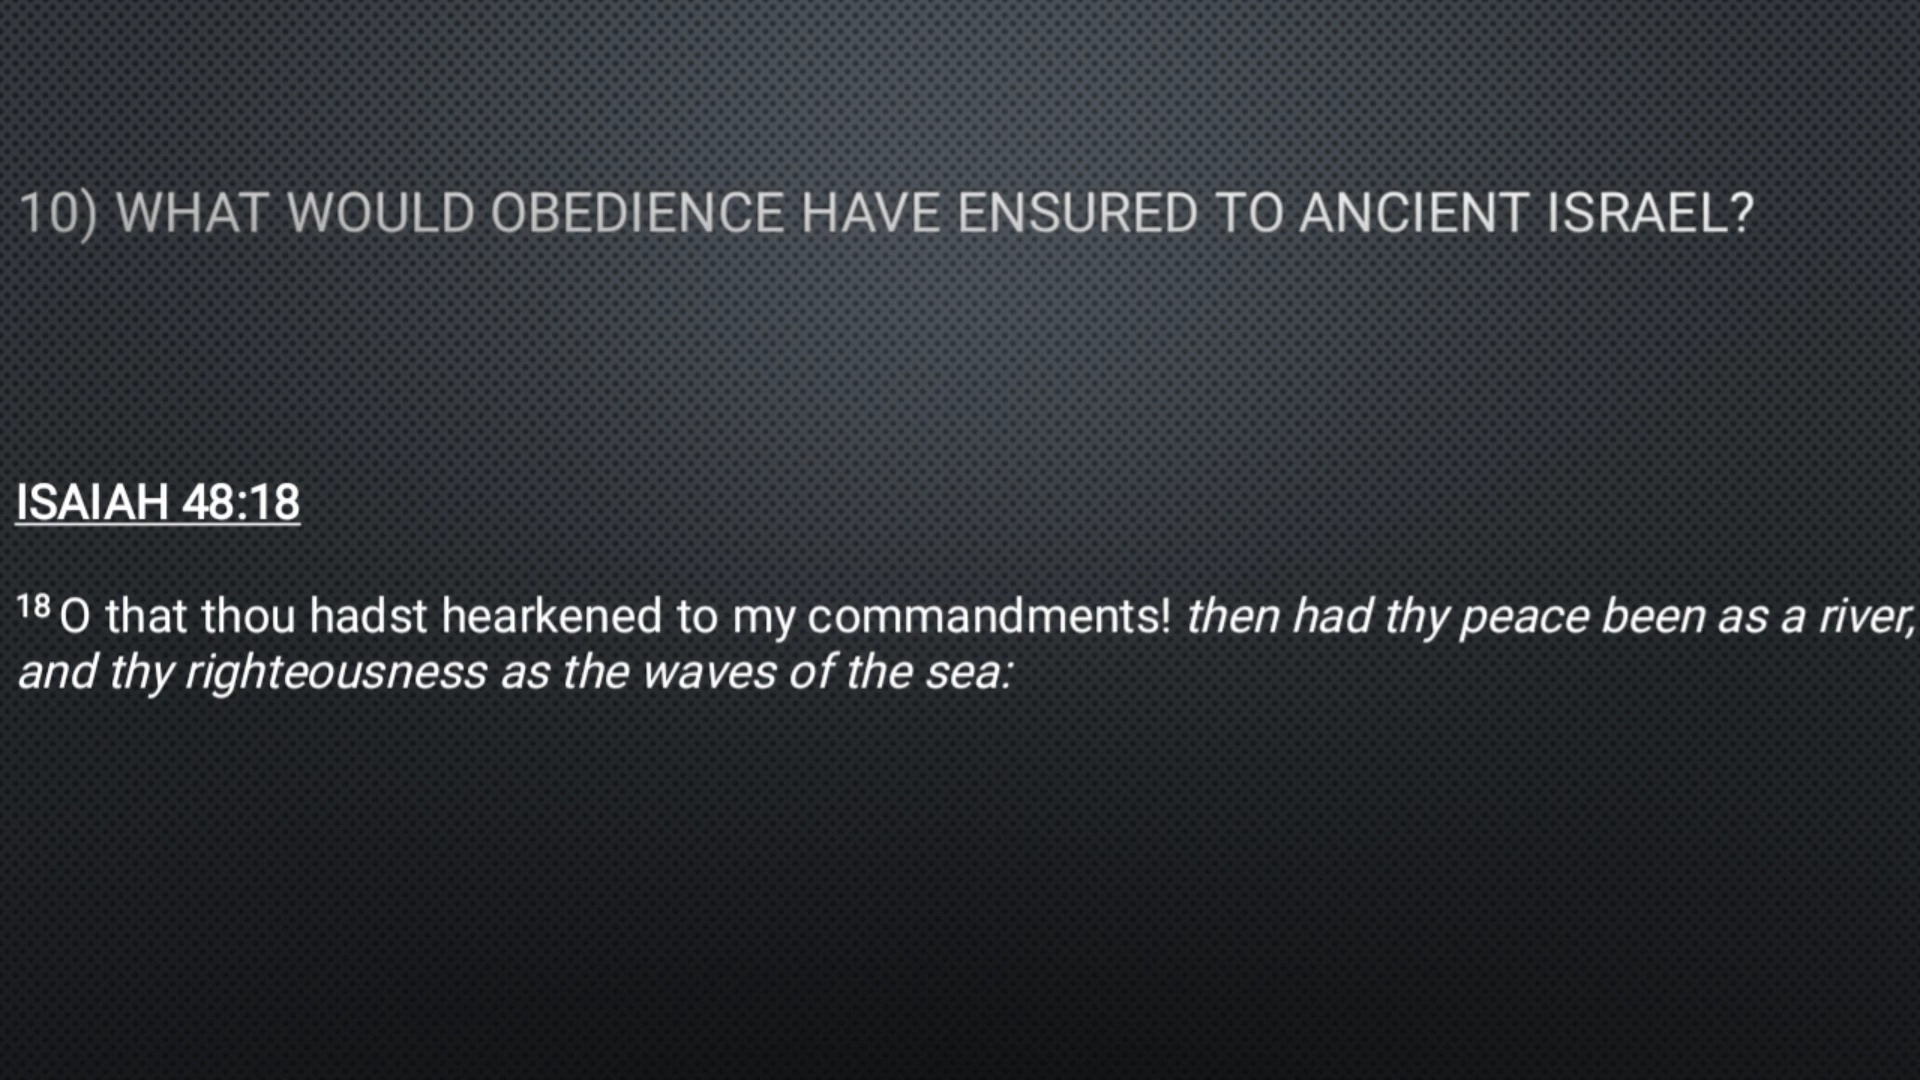 10) WHAT WOULD OBEDIENCE HAVE ENSURED TO ANCIENT ISRAEL?
ISAIAH 48:18
18 O that thou hadst hearkened to my commandments! then had thy peace been as a river,
and thy righteousness as the waves of the sea: